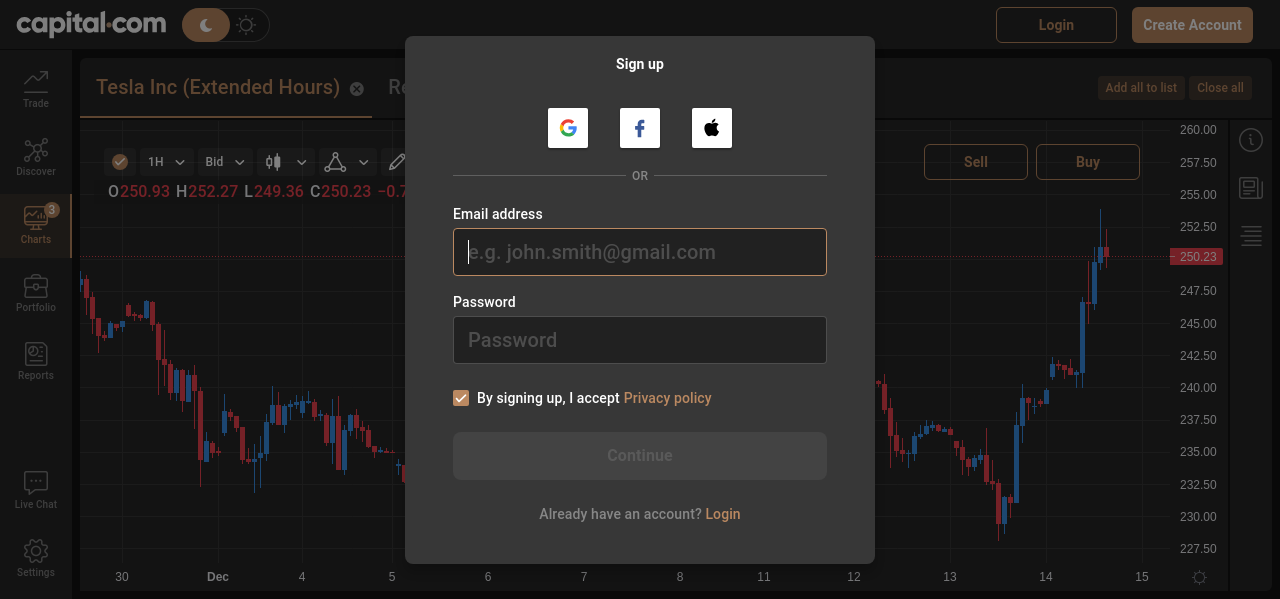 capital.com
Login
Create Account
Sign up
Tesla Inc (Extended Hours)
Re
Add all to list
Close all
Trade
Discover
3
Charts
Portfolio
Reports
Live Chat
Settings
1H
Bid
Sell
Buy
O250.93 H252.27 L249.36 C250.23 −0.7
OR
Email address
e.g. john.smith@gmail.com
Password
Password
By signing up, I accept Privacy policy
Continue
Already have an account? Login
260.00
257.50
255.00
252.50
250.23
247.50
245.00
242.50
240.00
237.50
235.00
232.50
230.00
227.50
30 Dec 4 5 6 7 8 11 12 13 14 15